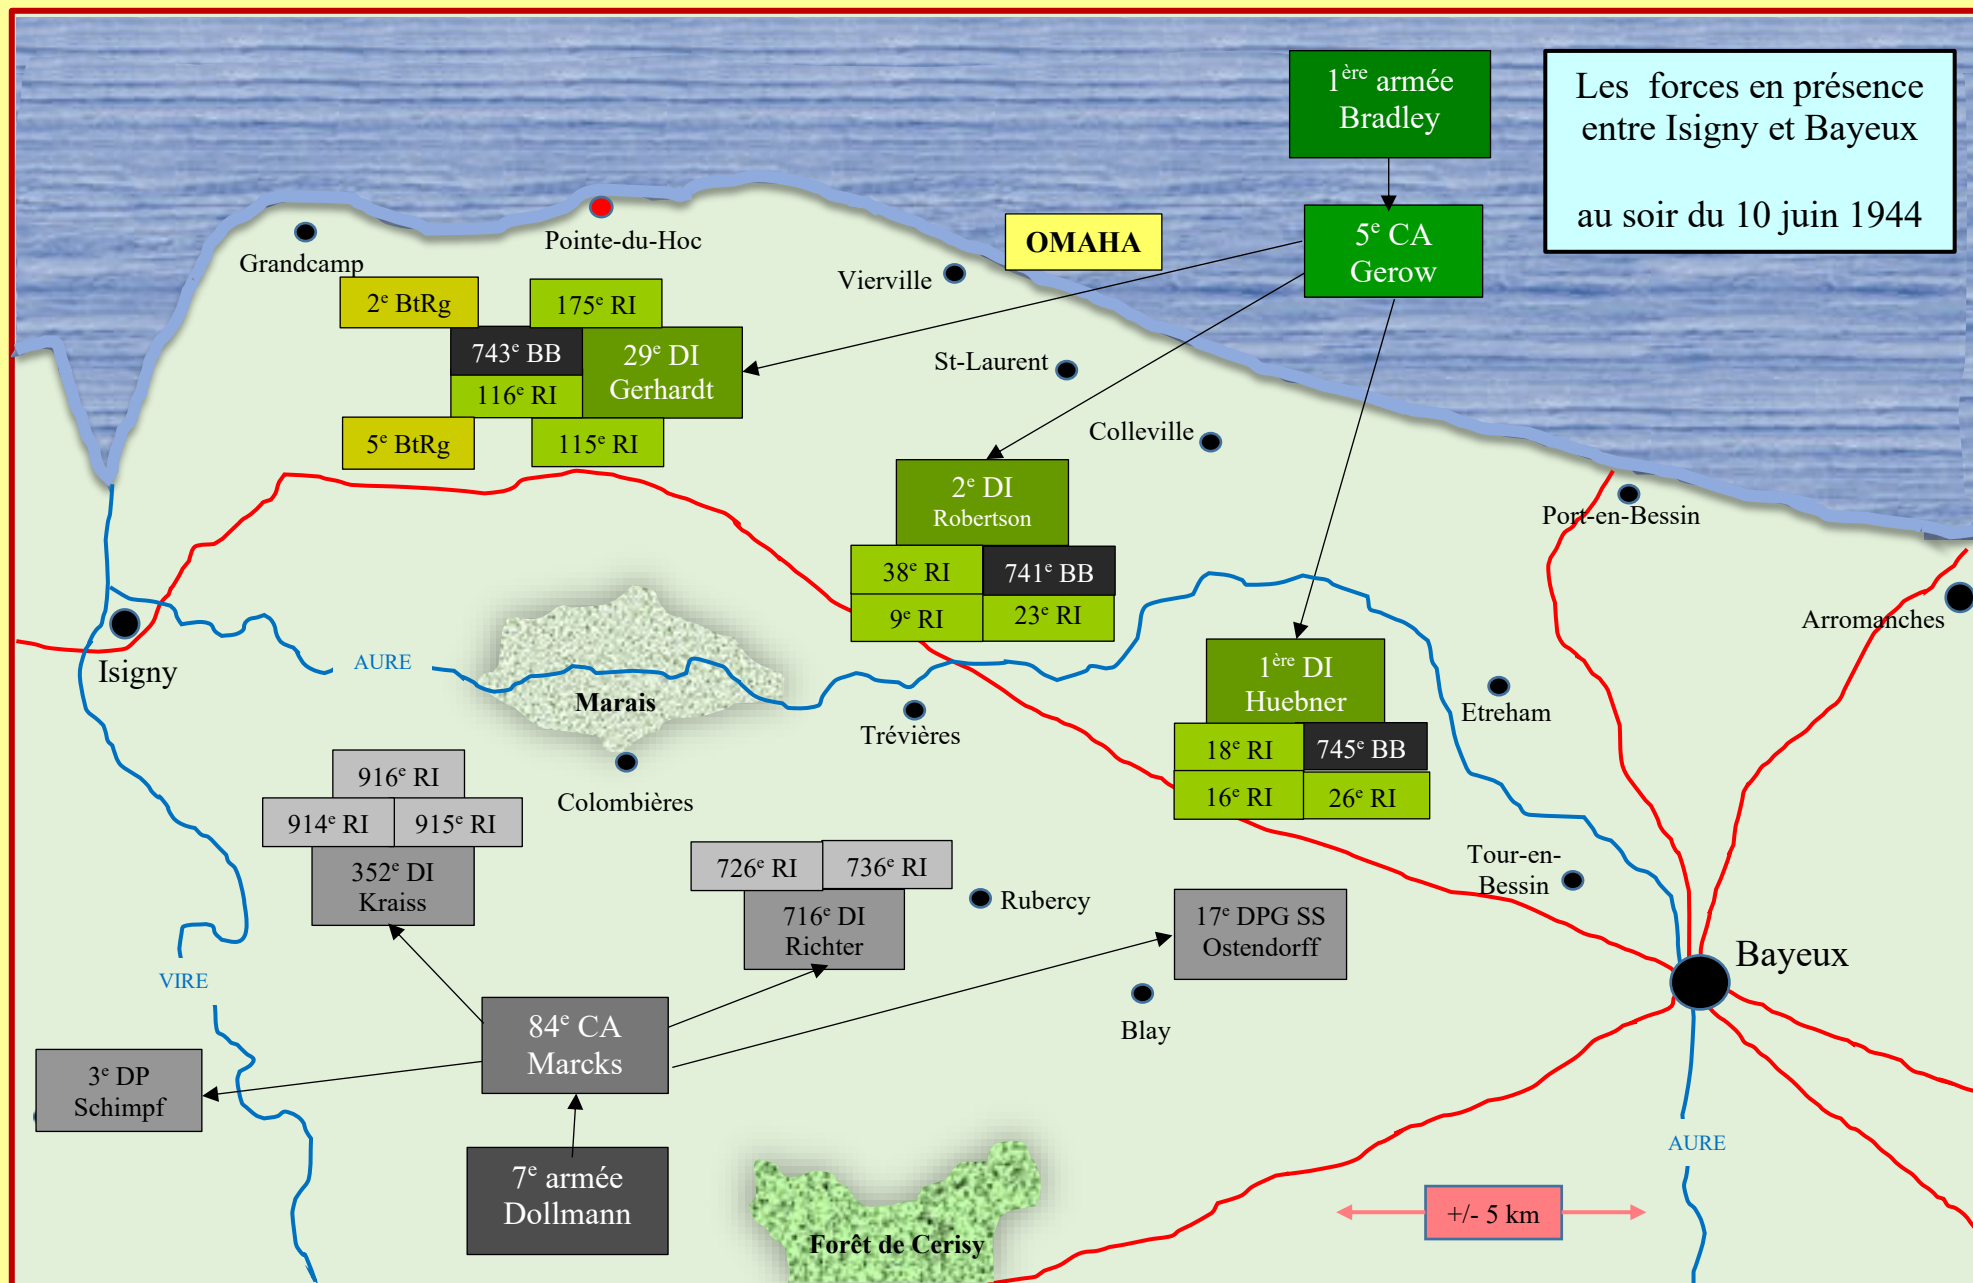 1ère armée
Bradley
Les forces en présence
entre Isigny et Bayeux
au soir du 10 juin 1944
5e CA
Gerow
OMAHA
Pointe-du-Hoc
Grandcamp
Vierville
2e BtRg
175e RI
743e BB
29e DI
Gerhardt
116e RI
5e BtRg
115e RI
St-Laurent
Colleville
2e DI
Robertson
38e RI
741e BB
9e RI
23e RI
Port-en-Bessin
Arromanches
Isigny
AURE
Marais
Trévières
1ère DI
Huebner
18e RI
745e BB
16e RI
26e RI
Etreham
Colombières
916e RI
914e RI
915e RI
352e DI
Kraiss
726e RI
736e RI
716e DI
Richter
Rubercy
17e DPG SS
Ostendorff
Tour-en-
Bessin
Bayeux
VIRE
84e CA
Marcks
Blay
3e DP
Schimpf
7e armée
Dollmann
AURE
+/- 5 km
Forêt de Cerisy